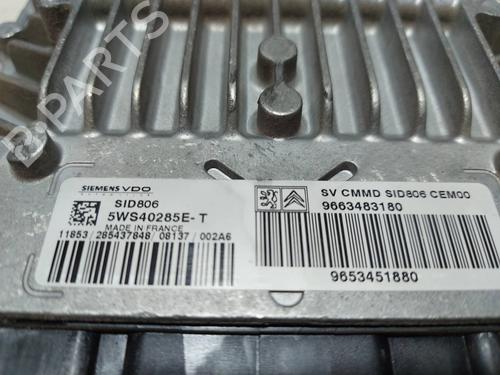 B-PARTS
SIEMENS VDO
SID806
5WS40285E-T
MADE IN FRANCE
11853/285437848/08137/002A6
SV CMMD SID806 CEM00
9663483180
9653451880